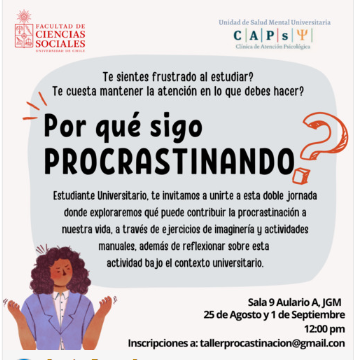 FACULTAD DE
CIENCIAS
SOCIALES
UNIVERSIDAD DE CHILE
Unidad de Salud Mental Universitaria
CAPsΨ
Clínica de Atención Psicológica
Te sientes frustrado al estudiar?
Te cuesta mantener la atención en lo que debes hacer?
Por qué sigo
PROCRASTINANDO?
Estudiante Universitario, te invitamos a unirte a esta doble jornada
donde exploraremos qué puede contribuir la procastinación a
nuestra vida, a través de ejercicios de imaginería y actividades
manuales, además de reflexionar sobre esta
actividad bajo el contexto universitario.
Sala 9 Aulario A, JGM
25 de Agosto y 1 de Septiembre
12:00 pm
Inscripciones a: tallerprocastinacion@gmail.con